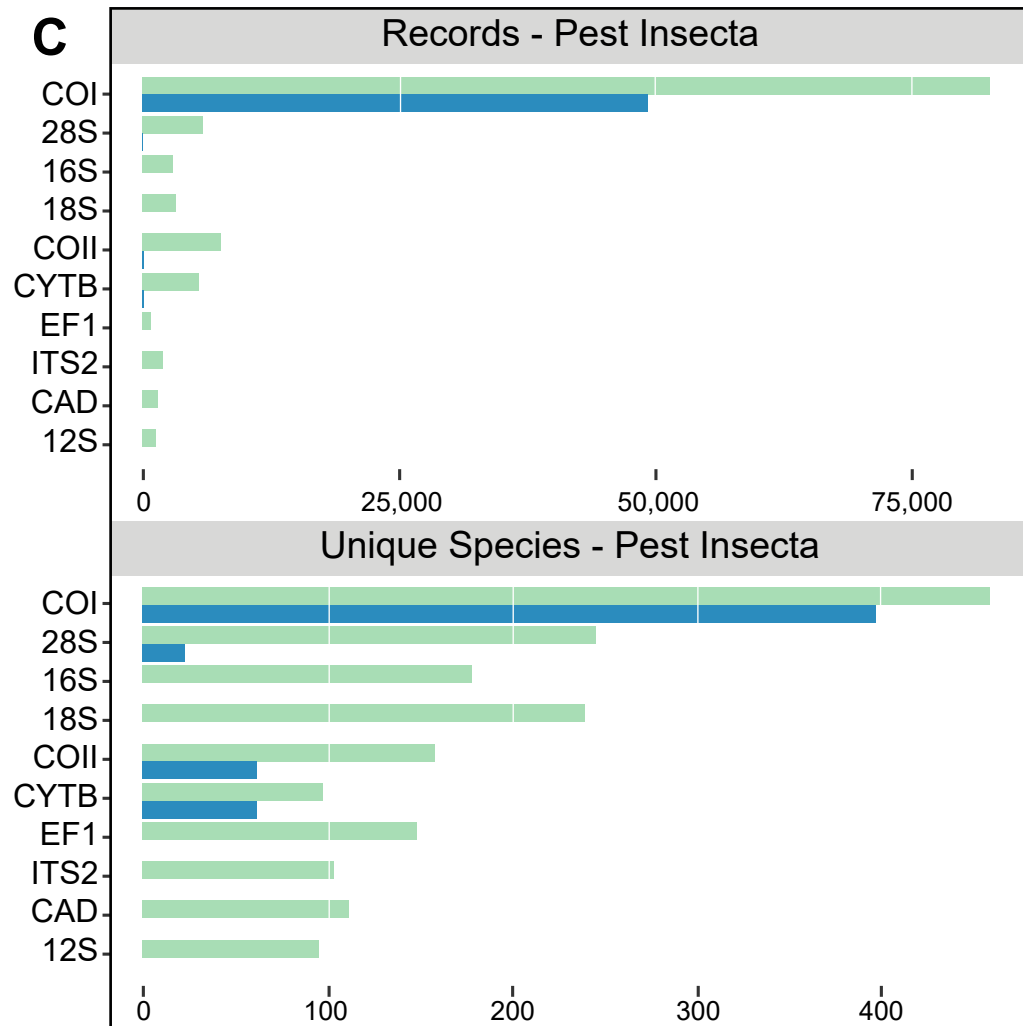 C
Records - Pest Insecta
COI
28S
16S
18S
COII
CYTB
EF1
ITS2
CAD
12S
0 25,000 50,000 75,000
Unique Species - Pest Insecta
COI
28S
16S
18S
COII
CYTB
EF1
ITS2
CAD
12S
0 100 200 300 400